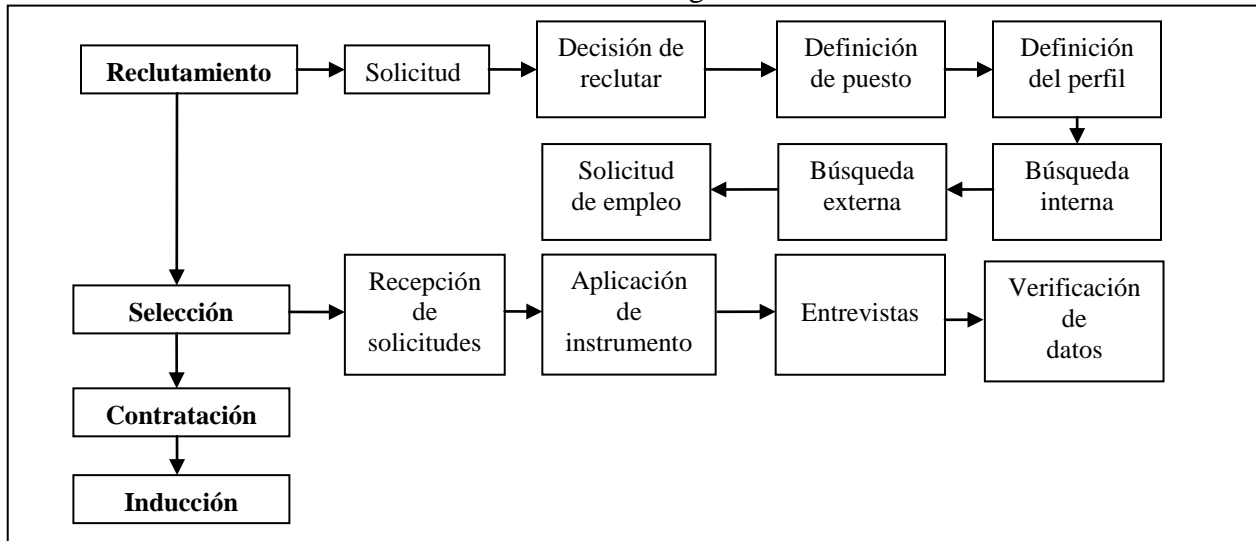 Reclutamiento
Solicitud
Decisión de
reclutar
Definición
de puesto
Definición
del perfil
Solicitud
de empleo
Búsqueda
externa
Búsqueda
interna
Selección
Recepción
de
solicitudes
Aplicación
de
instrumento
Entrevistas
Verificación
de
datos
Contratación
Inducción